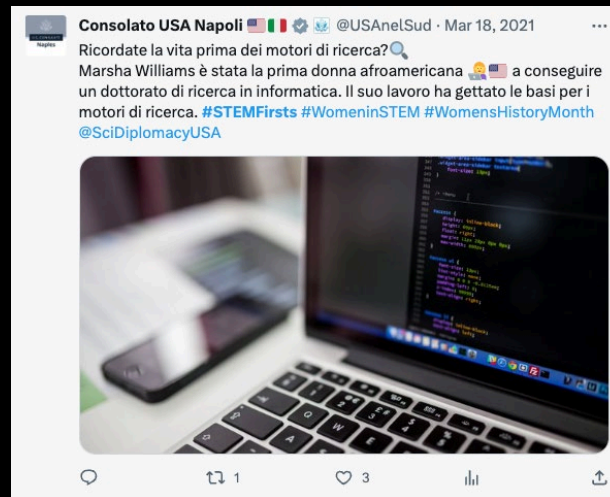 Consolato USA Napoli 🇺🇸🇮🇹 @USAnelSud · Mar 18, 2021
Ricordate la vita prima dei motori di ricerca?🔍
Marsha Williams è stata la prima donna afroamericana 👩🏽‍💻🇺🇸 a conseguire
un dottorato di ricerca in informatica. Il suo lavoro ha gettato le basi per i
motori di ricerca. #STEMFirsts #WomeninSTEM #WomensHistoryMonth
@SciDiplomacyUSA
1
3